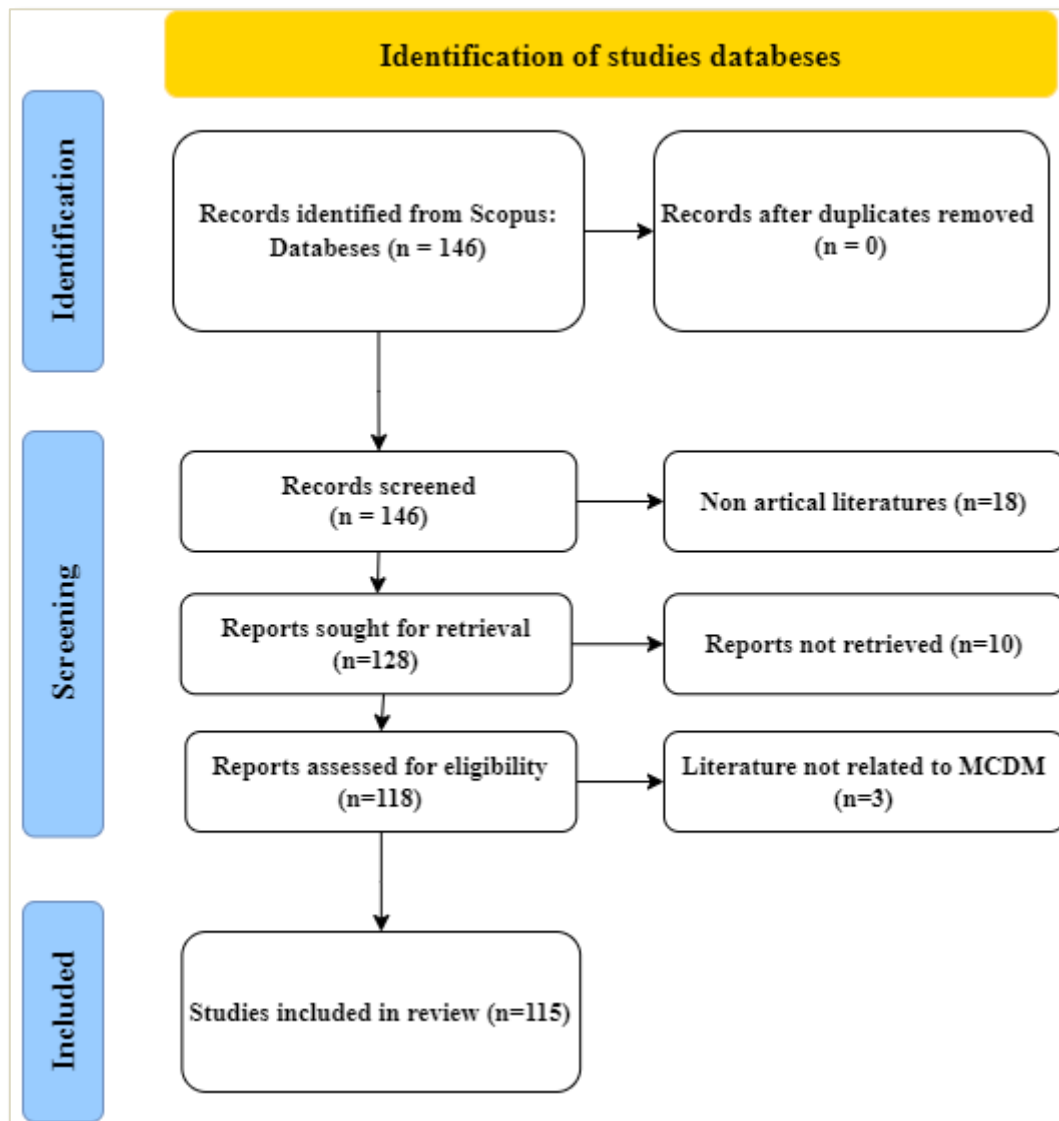 Identification of studies databeses
Identification
Records identified from Scopus:
Databeses (n = 146)
Records after duplicates removed
(n = 0)
Screening
Records screened
(n = 146)
Non artical literatures (n=18)
Reports sought for retrieval
(n=128)
Reports not retrieved (n=10)
Reports assessed for eligibility
(n=118)
Literature not related to MCDM
(n=3)
Included
Studies included in review (n=115)